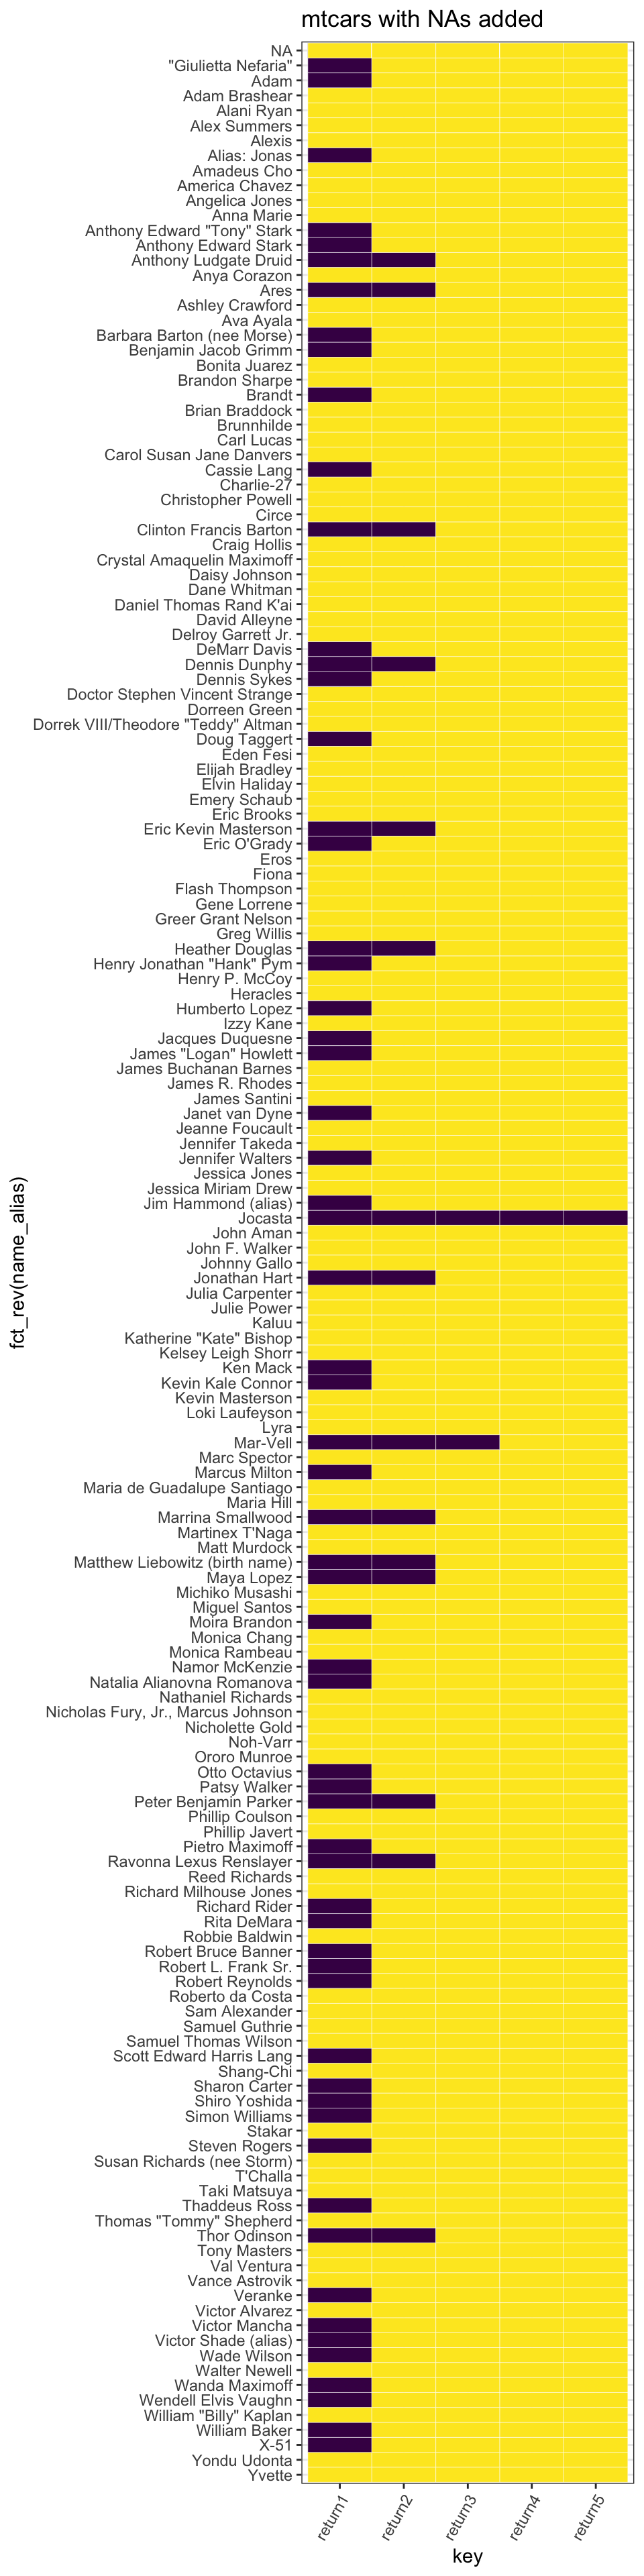 mtcars with NAs added
NA
"Giulietta Nefaria"
Adam
Adam Brashear
Alani Ryan
Alex Summers
Alexis
Alias: Jonas
Amadeus Cho
America Chavez
Angelica Jones
Anna Marie
Anthony Edward "Tony" Stark
Anthony Edward Stark
Anthony Ludgate Druid
Anya Corazon
Ares
Ashley Crawford
Ava Ayala
Barbara Barton (nee Morse)
Benjamin Jacob Grimm
Bonita Juarez
Brandon Sharpe
Brandt
Brian Braddock
Brunnhilde
Carl Lucas
Carol Susan Jane Danvers
Cassie Lang
Charlie-27
Christopher Powell
Circe
Clinton Francis Barton
Craig Hollis
Crystal Amaquelin Maximoff
Daisy Johnson
Dane Whitman
Daniel Thomas Rand K'ai
David Alleyne
Delroy Garrett Jr.
DeMarr Davis
Dennis Dunphy
Dennis Sykes
Doctor Stephen Vincent Strange
Dorreen Green
Dorrek VIII/Theodore "Teddy" Altman
Doug Taggert
Eden Fesi
Elijah Bradley
Elvin Haliday
Emery Schaub
Eric Brooks
Eric Kevin Masterson
Eric O'Grady
Eros
Fiona
Flash Thompson
Gene Lorrene
Greer Grant Nelson
Greg Willis
Heather Douglas
Henry Jonathan "Hank" Pym
Henry P. McCoy
Heracles
Humberto Lopez
Izzy Kane
Jacques Duquesne
James "Logan" Howlett
James Buchanan Barnes
James R. Rhodes
James Santini
Janet van Dyne
Jeanne Foucault
Jennifer Takeda
Jennifer Walters
Jessica Jones
Jessica Miriam Drew
Jim Hammond (alias)
Jocasta
John Aman
John F. Walker
Johnny Gallo
Jonathan Hart
Julia Carpenter
Julie Power
Kaluu
Katherine "Kate" Bishop
Kelsey Leigh Shorr
Ken Mack
Kevin Kale Connor
Kevin Masterson
Loki Laufeyson
Lyra
Mar-Vell
Marc Spector
Marcus Milton
Maria de Guadalupe Santiago
Maria Hill
Marrina Smallwood
Martinex T'Naga
Matt Murdock
Matthew Liebowitz (birth name)
Maya Lopez
Michiko Musashi
Miguel Santos
Moira Brandon
Monica Chang
Monica Rambeau
Namor McKenzie
Natalia Alianovna Romanova
Nathaniel Richards
Nicholas Fury, Jr., Marcus Johnson
Nicholette Gold
Noh-Varr
Ororo Munroe
Otto Octavius
Patsy Walker
Peter Benjamin Parker
Phillip Coulson
Phillip Javert
Pietro Maximoff
Ravonna Lexus Renslayer
Reed Richards
Richard Milhouse Jones
Richard Rider
Rita DeMara
Robbie Baldwin
Robert Bruce Banner
Robert L. Frank Sr.
Robert Reynolds
Roberto da Costa
Sam Alexander
Samuel Guthrie
Samuel Thomas Wilson
Scott Edward Harris Lang
Shang-Chi
Sharon Carter
Shiro Yoshida
Simon Williams
Stakar
Steven Rogers
Susan Richards (nee Storm)
T'Challa
Taki Matsuya
Thaddeus Ross
Thomas "Tommy" Shepherd
Thor Odinson
Tony Masters
Val Ventura
Vance Astrovik
Veranke
Victor Alvarez
Victor Mancha
Victor Shade (alias)
Wade Wilson
Walter Newell
Wanda Maximoff
Wendell Elvis Vaughn
William "Billy" Kaplan
William Baker
X-51
Yondu Udonta
Yvette
fct_rev(name_alias)
return1
return2
return3
return4
return5
key